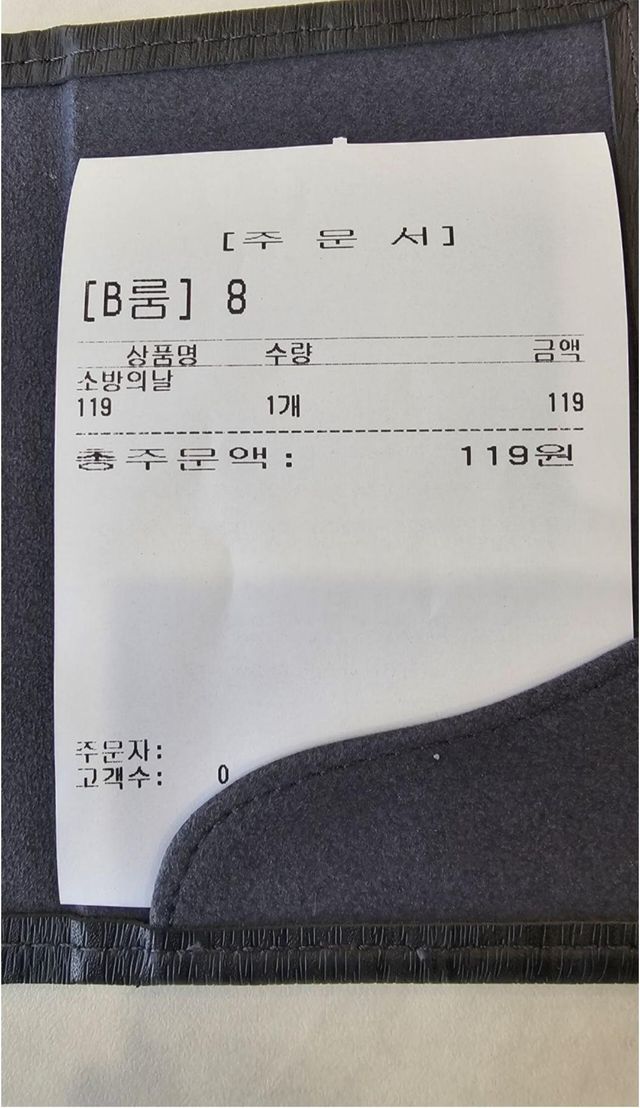 [주 문 서]
[B룸] 8
상품명 수량 금액
소방의날
119 1개 119
총주문액: 119원
주문자:
고객수: 0